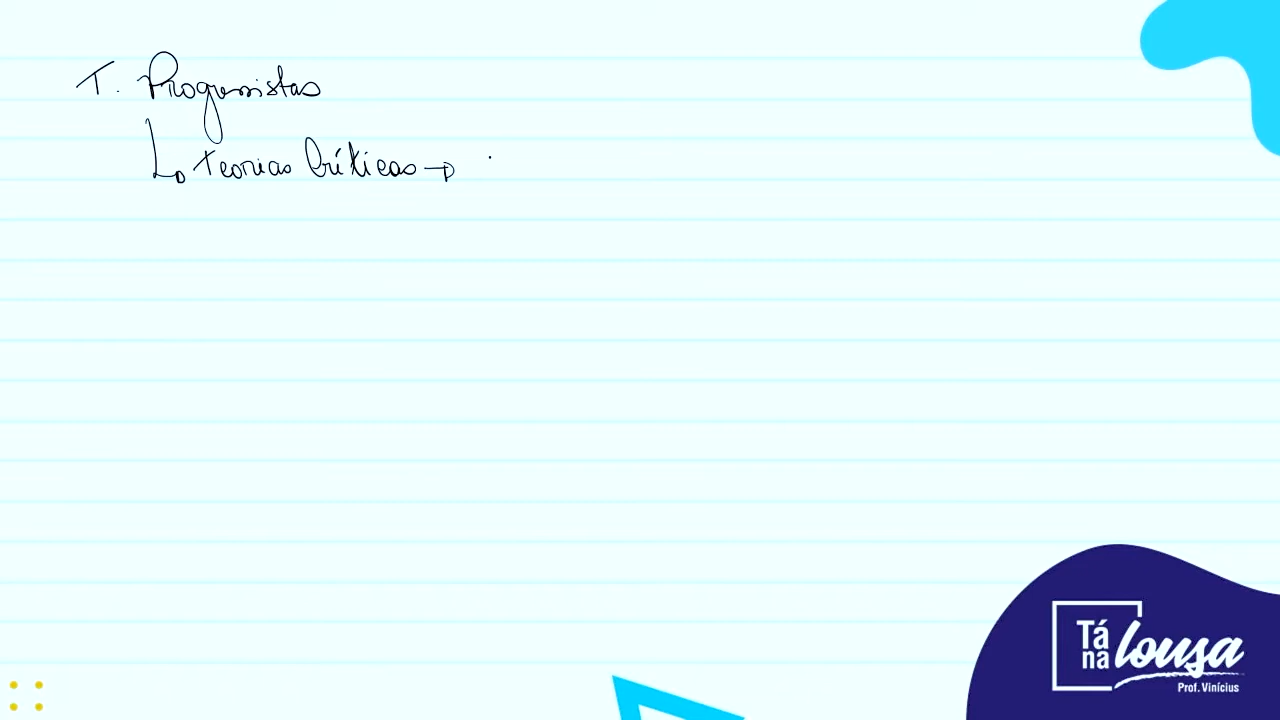 T. Progressistas
Teorias Críticas →
Tá
na lousa
Prof. Vinícius